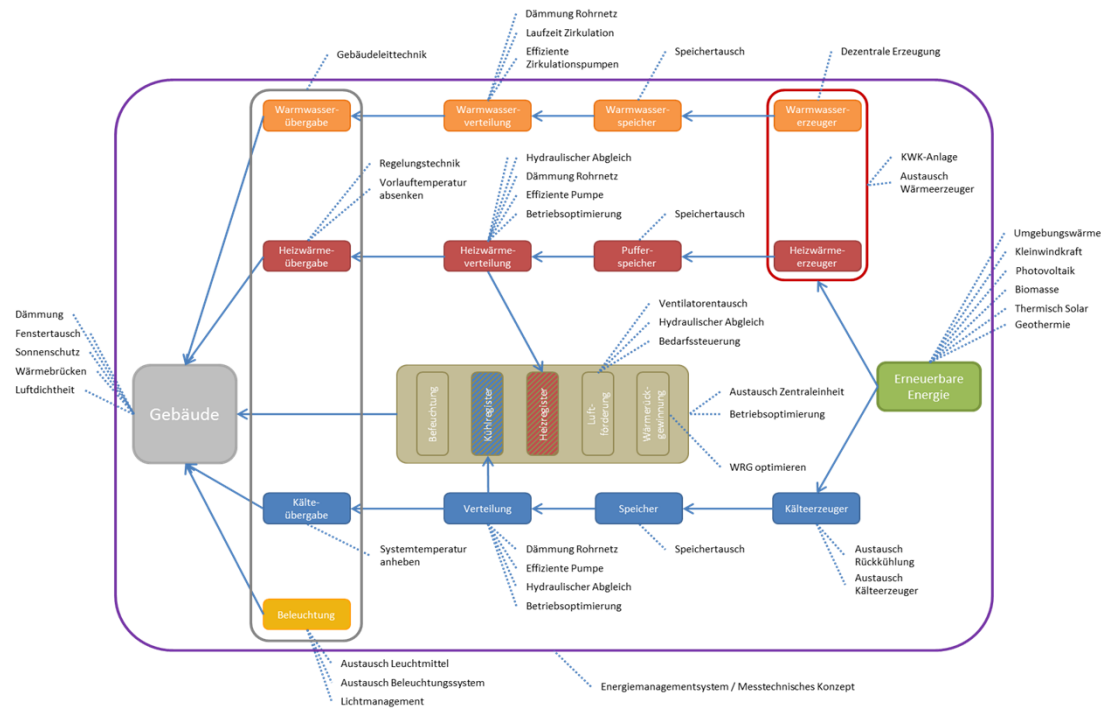 Dämmung Rohrnetz
Laufzeit Zirkulation
Effiziente
Zirkulationspumpen
Gebäudeleittechnik
Speichertausch
Dezentrale Erzeugung
Warmwasser-
übergabe
Warmwasser-
verteilung
Warmwasser-
speicher
Warmwasser-
erzeuger
Regelungstechnik
Vorlauftemperatur
absenken
Hydraulischer Abgleich
Dämmung Rohrnetz
Effiziente Pumpe
Betriebsoptimierung
Speichertausch
KWK-Anlage
Austausch
Wärmeerzeuger
Heizwärme-
übergabe
Heizwärme-
verteilung
Puffer-
speicher
Heizwärme-
erzeuger
Umgebungswärme
Kleinwindkraft
Photovoltaik
Biomasse
Thermisch Solar
Geothermie
Dämmung
Fenstertausch
Sonnenschutz
Wärmebrücken
Luftdichtheit
Ventilatorentausch
Hydraulischer Abgleich
Bedarfssteuerung
Gebäude
Befeuchtung
Kühlregister
Heizregister
Luft-
förderung
Wärmerück-
gewinnung
Austausch Zentraleinheit
Betriebsoptimierung
WRG optimieren
Erneuerbare
Energie
Kälte-
übergabe
Verteilung
Speicher
Kälteerzeuger
Systemtemperatur
anheben
Dämmung Rohrnetz
Effiziente Pumpe
Hydraulischer Abgleich
Betriebsoptimierung
Speichertausch
Austausch
Rückkühlung
Austausch
Kälteerzeuger
Beleuchtung
Austausch Leuchtmittel
Austausch Beleuchtungssystem
Lichtmanagement
Energiemanagementsystem / Messtechnisches Konzept